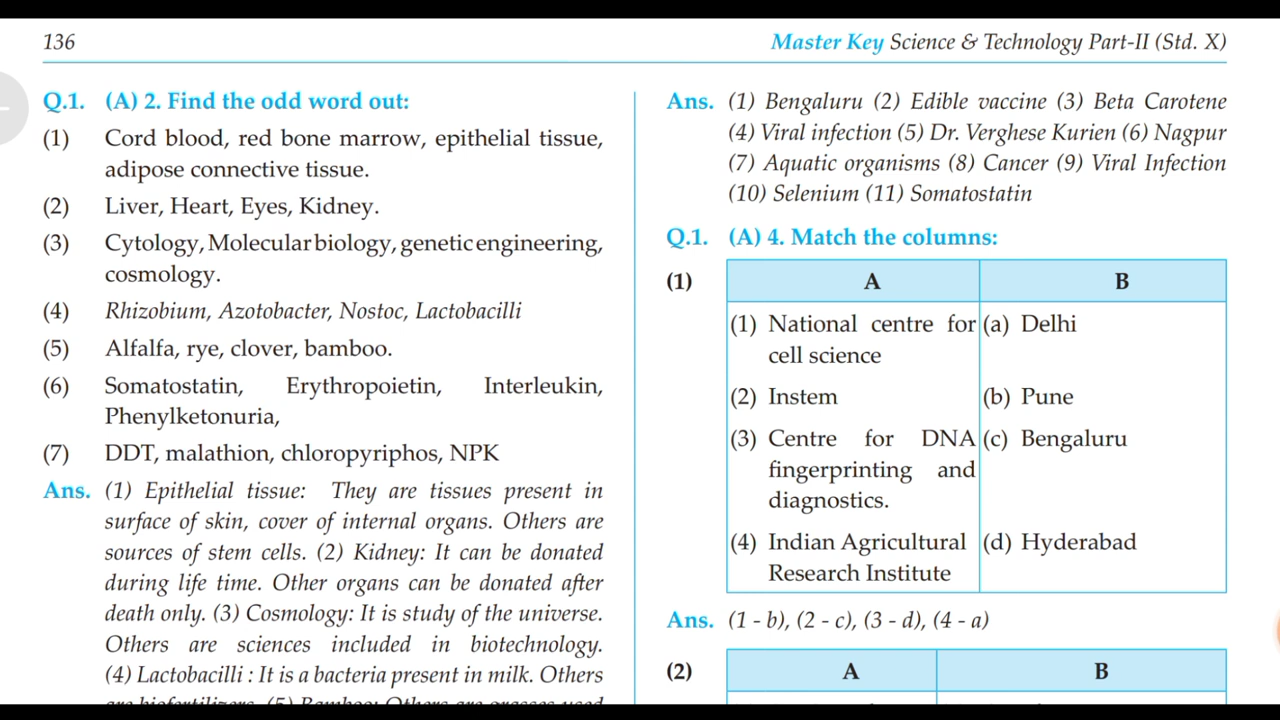 136
Master Key Science & Technology Part-II (Std. X)
Q.1. (A) 2. Find the odd word out:
(1) Cord blood, red bone marrow, epithelial tissue,
adipose connective tissue.
(2) Liver, Heart, Eyes, Kidney.
(3) Cytology, Molecular biology, genetic engineering,
cosmology.
(4) Rhizobium, Azotobacter, Nostoc, Lactobacilli
(5) Alfalfa, rye, clover, bamboo.
(6) Somatostatin, Erythropoietin, Interleukin,
Phenylketonuria,
(7) DDT, malathion, chloropyriphos, NPK
Ans. (1) Epithelial tissue: They are tissues present in
surface of skin, cover of internal organs. Others are
sources of stem cells. (2) Kidney: It can be donated
during life time. Other organs can be donated after
death only. (3) Cosmology: It is study of the universe.
Others are sciences included in biotechnology.
(4) Lactobacilli : It is a bacteria present in milk. Others
are biofertilizers. (5) Bamboo: Others are grasses used
Ans. (1) Bengaluru (2) Edible vaccine (3) Beta Carotene
(4) Viral infection (5) Dr. Verghese Kurien (6) Nagpur
(7) Aquatic organisms (8) Cancer (9) Viral Infection
(10) Selenium (11) Somatostatin
Q.1. (A) 4. Match the columns:
(1) A B
(1) National centre for (a) Delhi
cell science
(2) Instem (b) Pune
(3) Centre for DNA (c) Bengaluru
fingerprinting and
diagnostics.
(4) Indian Agricultural (d) Hyderabad
Research Institute
Ans. (1 - b), (2 - c), (3 - d), (4 - a)
(2) A B